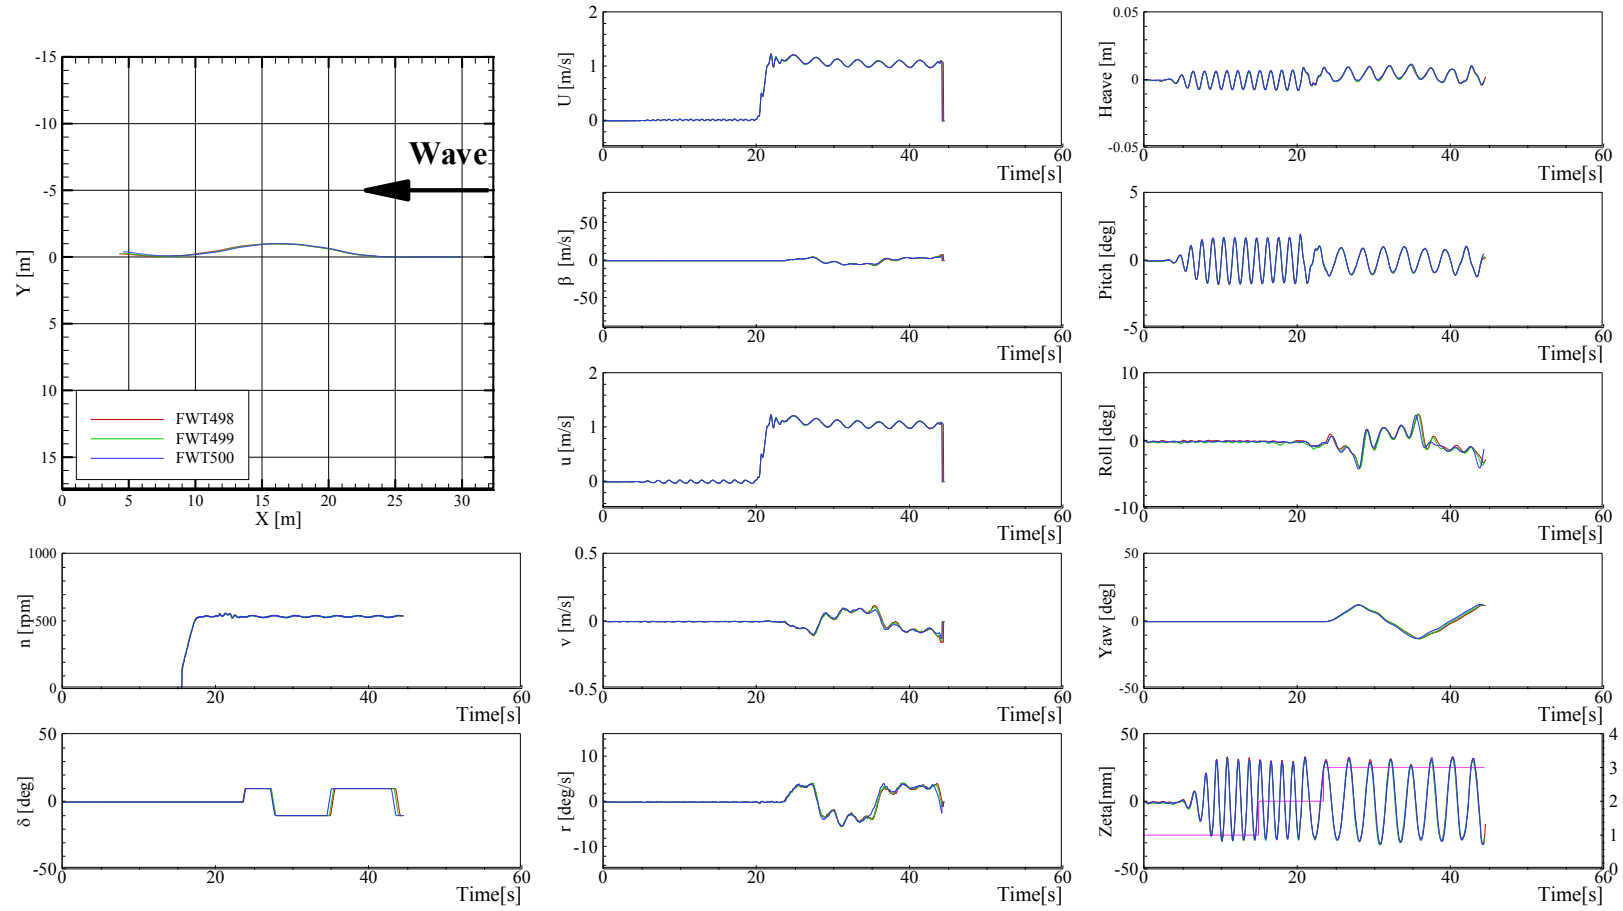 -15
-10
-5
0
5
10
15
Y [m]
Wave
FWT498
FWT499
FWT500
0 5 10 15 20 25 30
X [m]
1000
500
0
n [rpm]
0 20 40 60
Time[s]
50
0
-50
δ [deg]
0 20 40 60
Time[s]
2
1
0
U [m/s]
0 20 40 60
Time[s]
50
0
-50
β [m/s]
0 20 40 60
Time[s]
2
1
0
u [m/s]
0 20 40 60
Time[s]
0.5
0
-0.5
v [m/s]
0 20 40 60
Time[s]
10
0
-10
r [deg/s]
0 20 40 60
Time[s]
0.05
0
-0.05
Heave [m]
0 20 40 60
Time[s]
5
0
-5
Pitch [deg]
0 20 40 60
Time[s]
10
0
-10
Roll [deg]
0 20 40 60
Time[s]
50
0
-50
Yaw [deg]
0 20 40 60
Time[s]
50
0
-50
Zeta[mm]
4
3
2
1
0
0 20 40 60
Time[s]